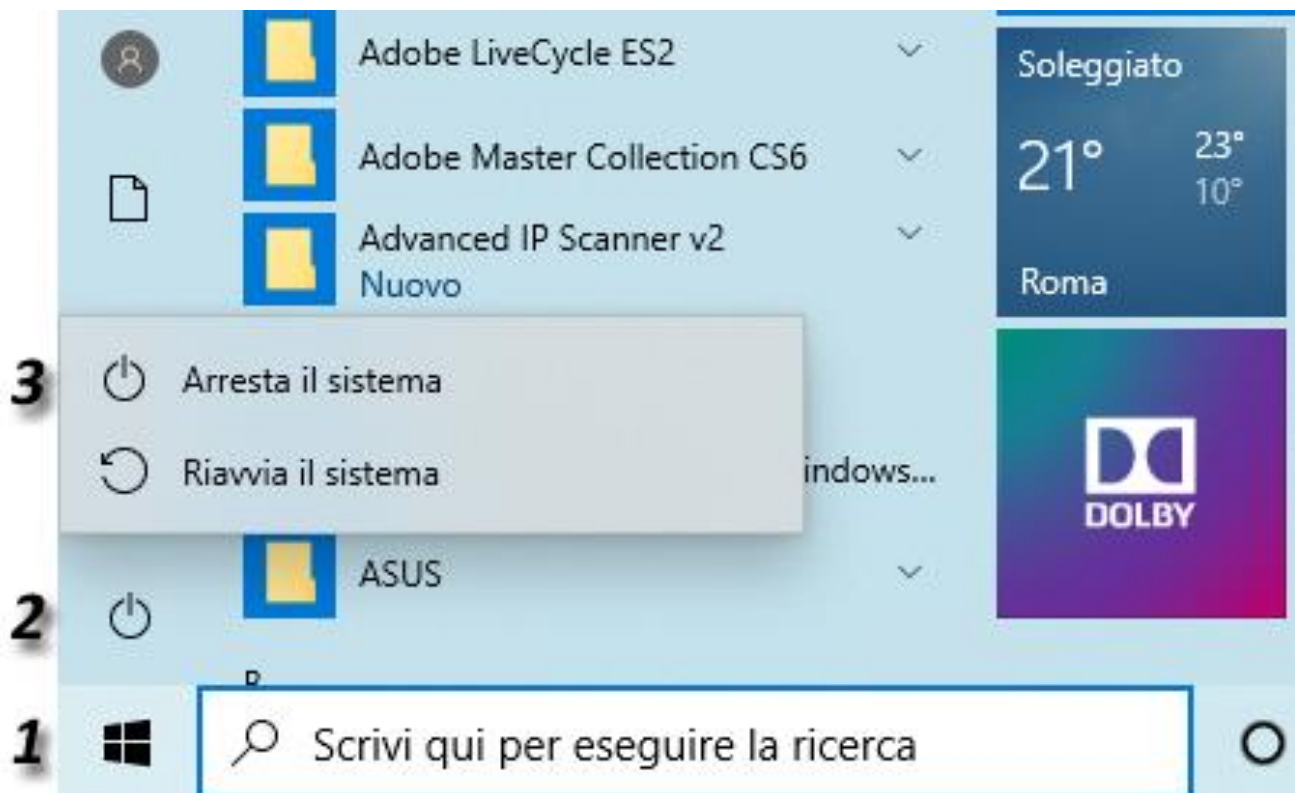 Adobe LiveCycle ES2
Soleggiato
Adobe Master Collection CS6
21° 23°
10°
Advanced IP Scanner v2
Nuovo
Roma
3 Arresta il sistema
Riavvia il sistema
indows...
DOLBY
ASUS
2
1 Scrivi qui per eseguire la ricerca